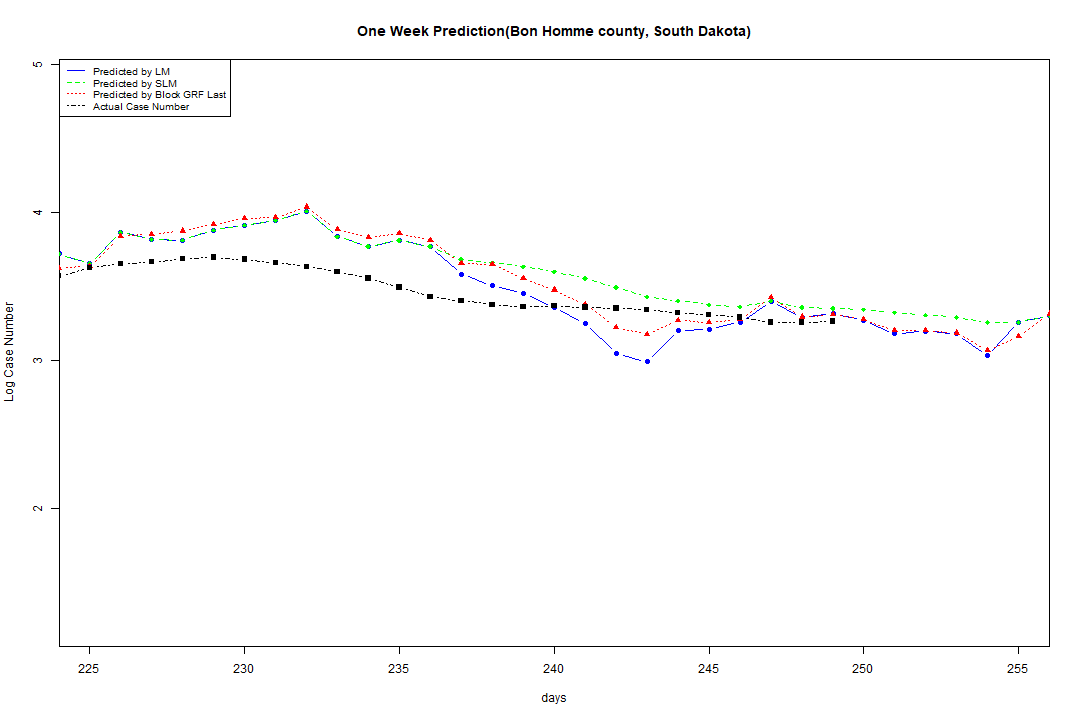 One Week Prediction(Bon Homme county, South Dakota)
Predicted by LM
Predicted by SLM
Predicted by Block GRF Last
Actual Case Number
5
4
3
2
Log Case Number
225 230 235 240 245 250 255
days